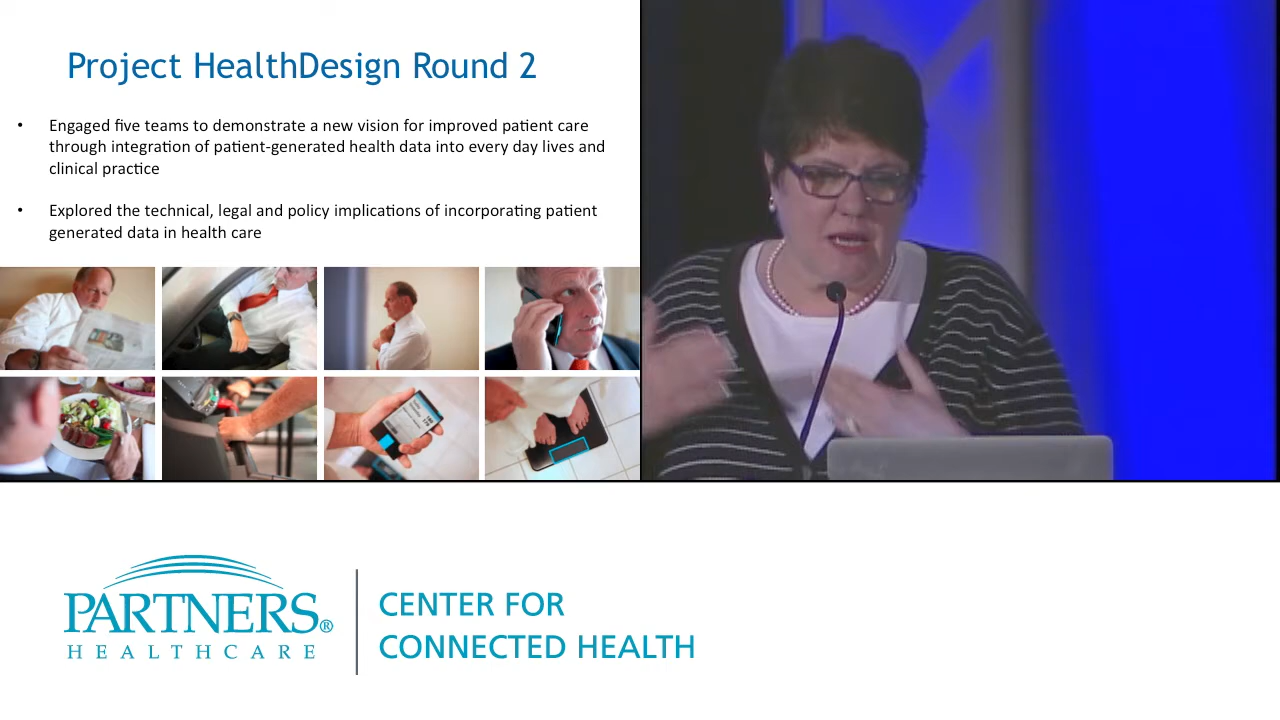 Project HealthDesign Round 2
• Engaged five teams to demonstrate a new vision for improved patient care
through integration of patient-generated health data into every day lives and
clinical practice
• Explored the technical, legal and policy implications of incorporating patient
generated data in health care
PARTNERS®
HEALTHCARE
CENTER FOR
CONNECTED HEALTH